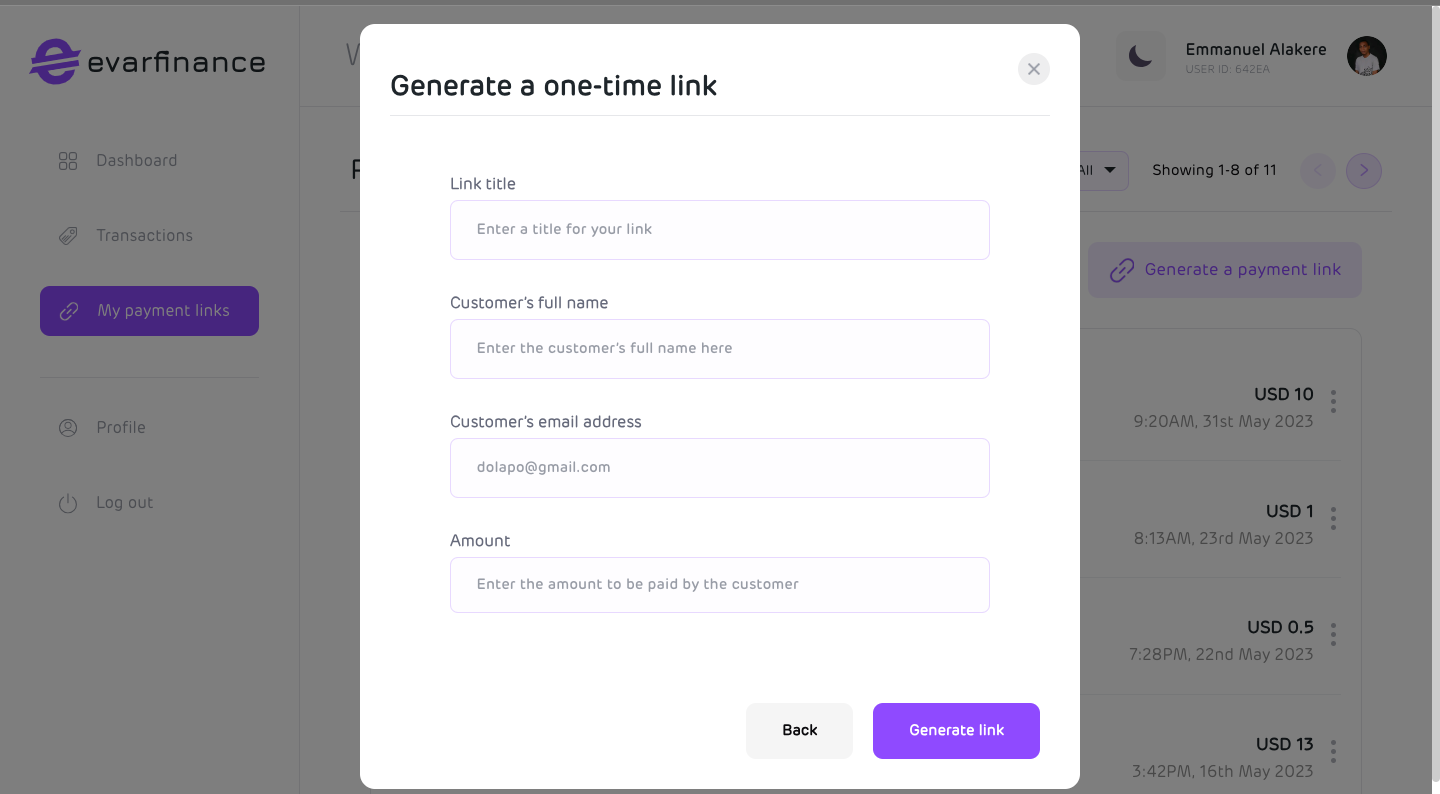 evarfinance
Emmanuel Alakere
USER ID: 642EA
Dashboard
Transactions
My payment links
Profile
Log out
All
Showing 1-8 of 11
Generate a payment link
USD 10
9:20AM, 31st May 2023
USD 1
8:13AM, 23rd May 2023
USD 0.5
7:28PM, 22nd May 2023
USD 13
3:42PM, 16th May 2023
Generate a one-time link
Link title
Enter a title for your link
Customer's full name
Enter the customer's full name here
Customer's email address
dolapo@gmail.com
Amount
Enter the amount to be paid by the customer
Back
Generate link